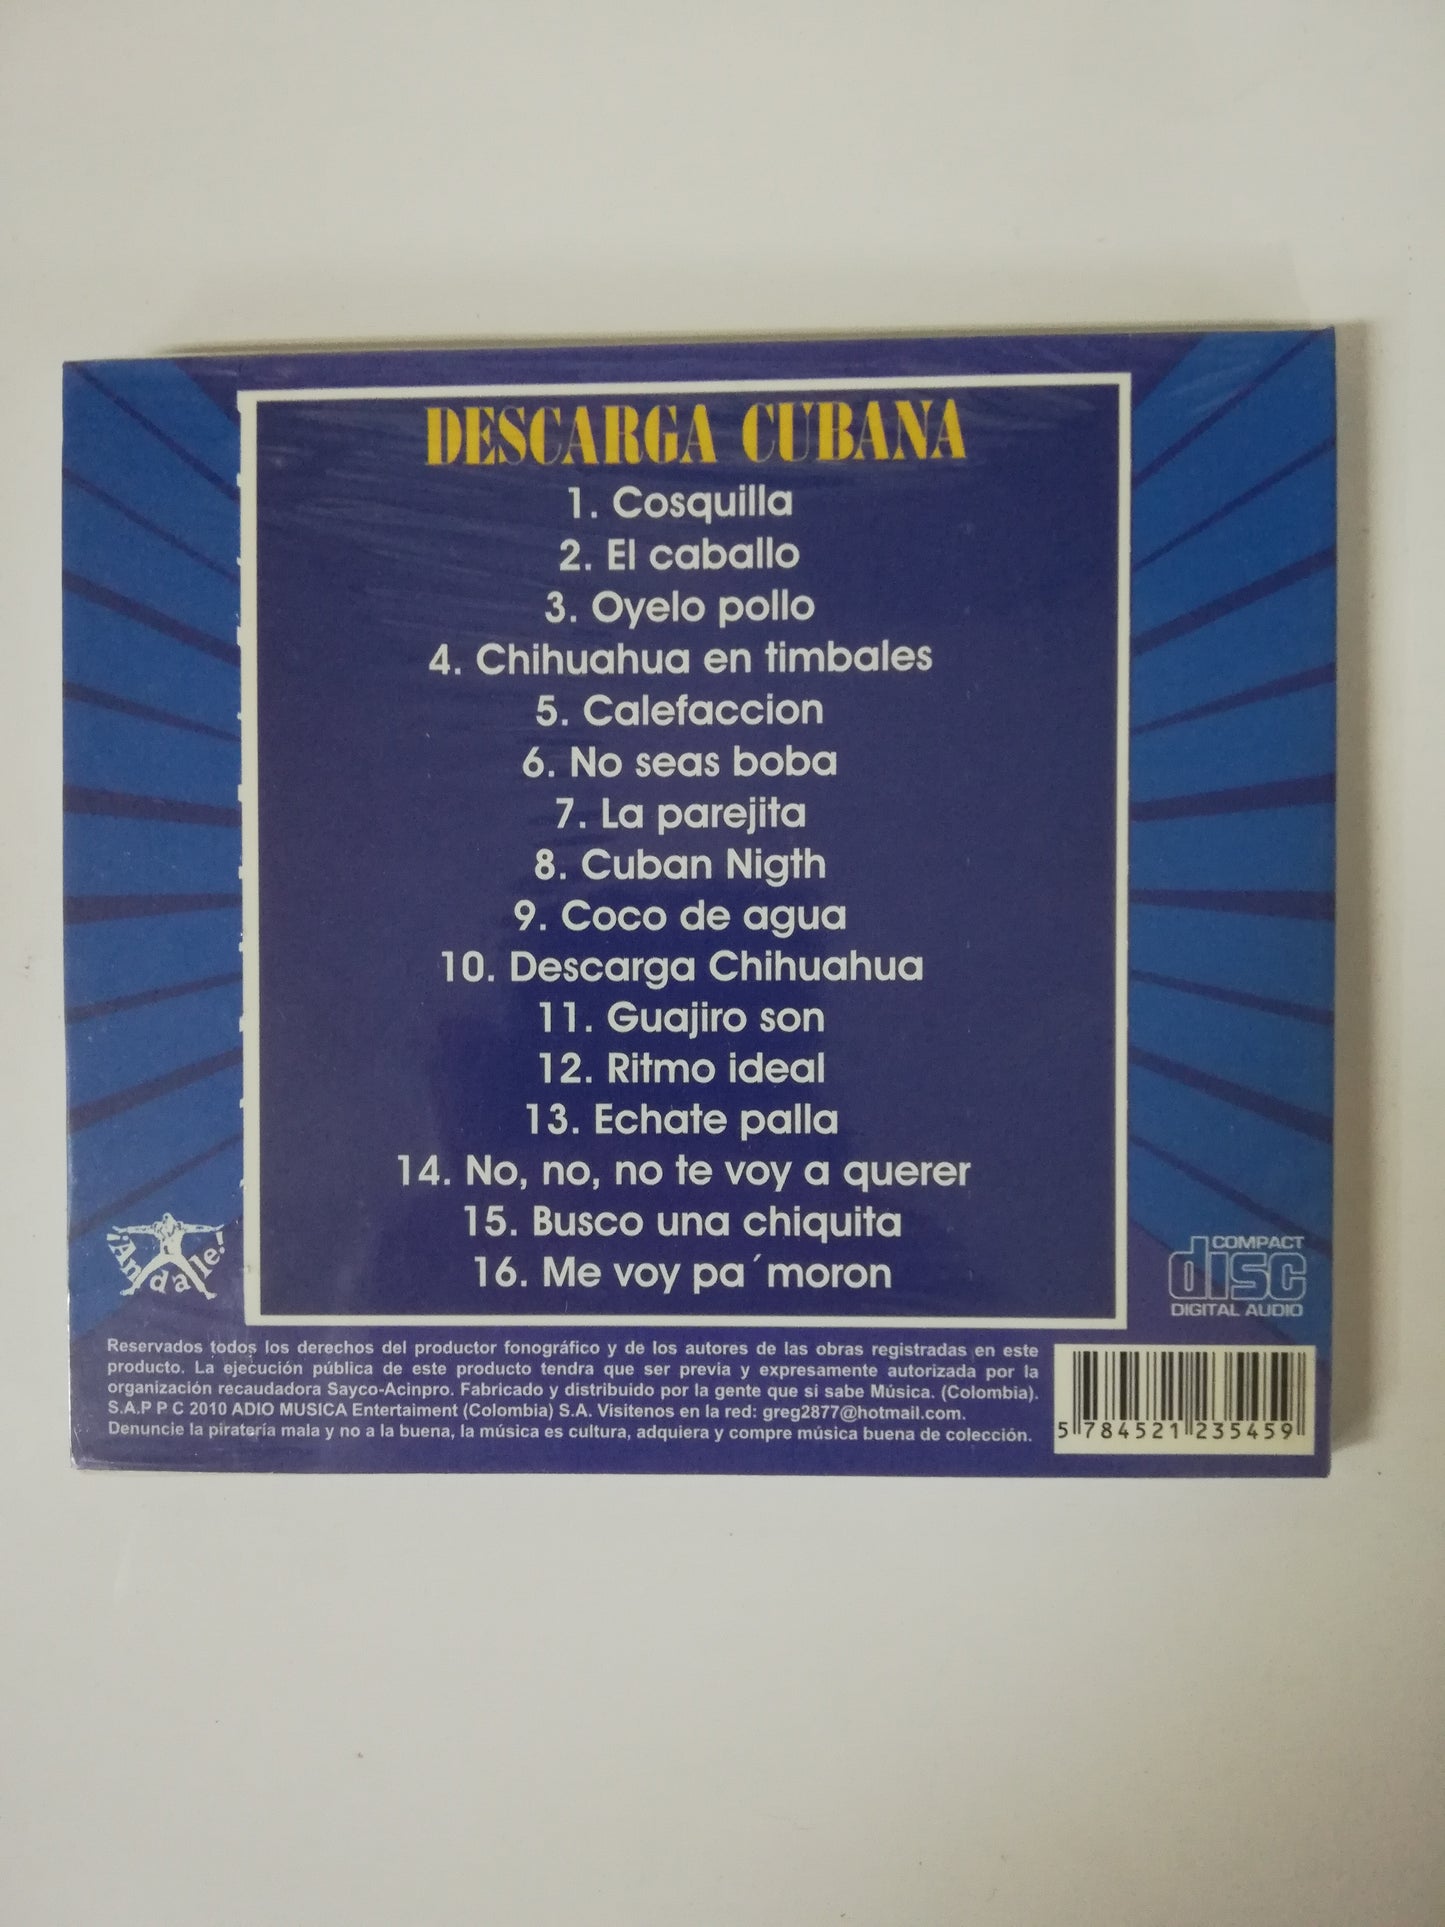 DESCARGA CUBANA
1. Cosquilla
2. El caballo
3. Oyelo pollo
4. Chihuahua en timbales
5. Calefaccion
6. No seas boba
7. La parejita
8. Cuban Nigth
9. Coco de agua
10. Descarga Chihuahua
11. Guajiro son
12. Ritmo ideal
13. Echate palla
14. No, no, no te voy a querer
15. Busco una chiquita
16. Me voy pa´moron
¡Andale!
COMPACT
disc
DIGITAL AUDIO
Reservados todos los derechos del productor fonográfico y de los autores de las obras registradas en este
producto. La ejecución pública de este producto tendra que ser previa y expresamente autorizada por la
organización recaudadora Sayco-Acinpro. Fabricado y distribuido por la gente que si sabe Música. (Colombia).
S.A.P P C 2010 ADIO MUSICA Entertaiment (Colombia) S.A. Visitenos en la red: greg2877@hotmail.com.
Denuncie la piratería mala y no a la buena, la música es cultura, adquiera y compre música buena de colección.
5 784521 235459